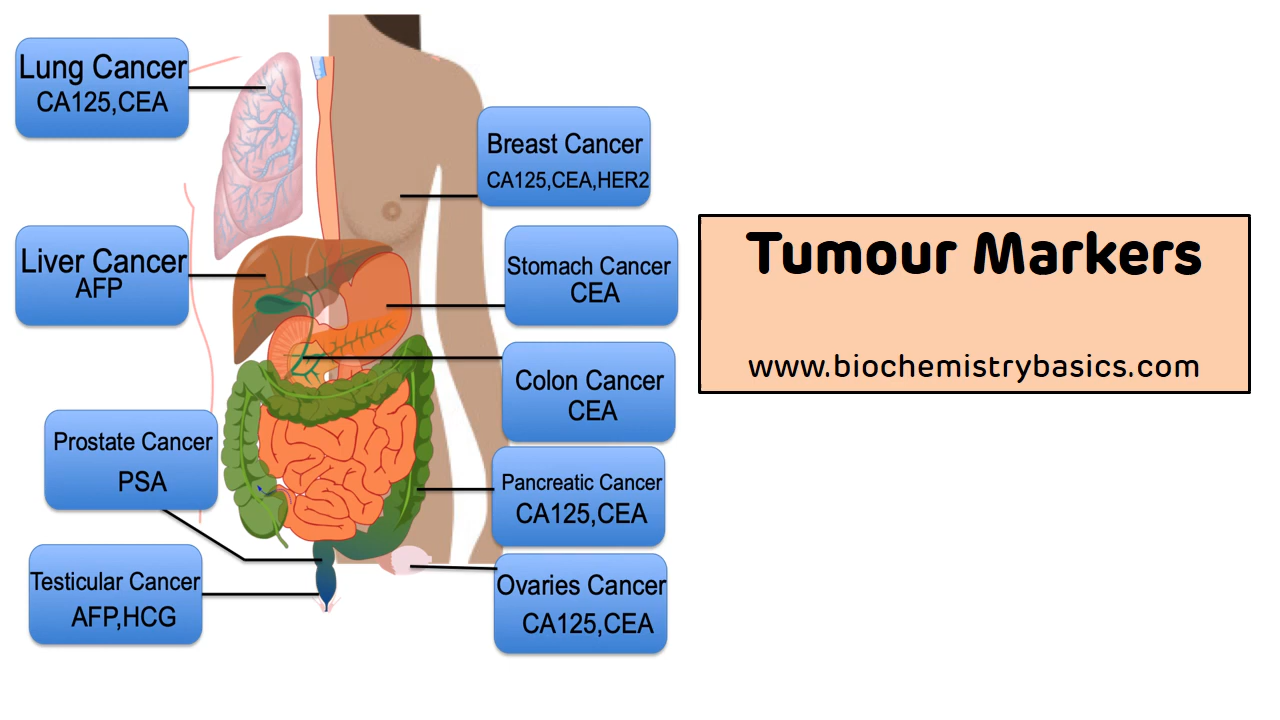 Lung Cancer
CA125,CEA
Breast Cancer
CA125,CEA,HER2
Liver Cancer
AFP
Stomach Cancer
CEA
Colon Cancer
CEA
Prostate Cancer
PSA
Pancreatic Cancer
CA125,CEA
Testicular Cancer
AFP,HCG
Ovaries Cancer
CA125,CEA
Tumour Markers
www.biochemistrybasics.com